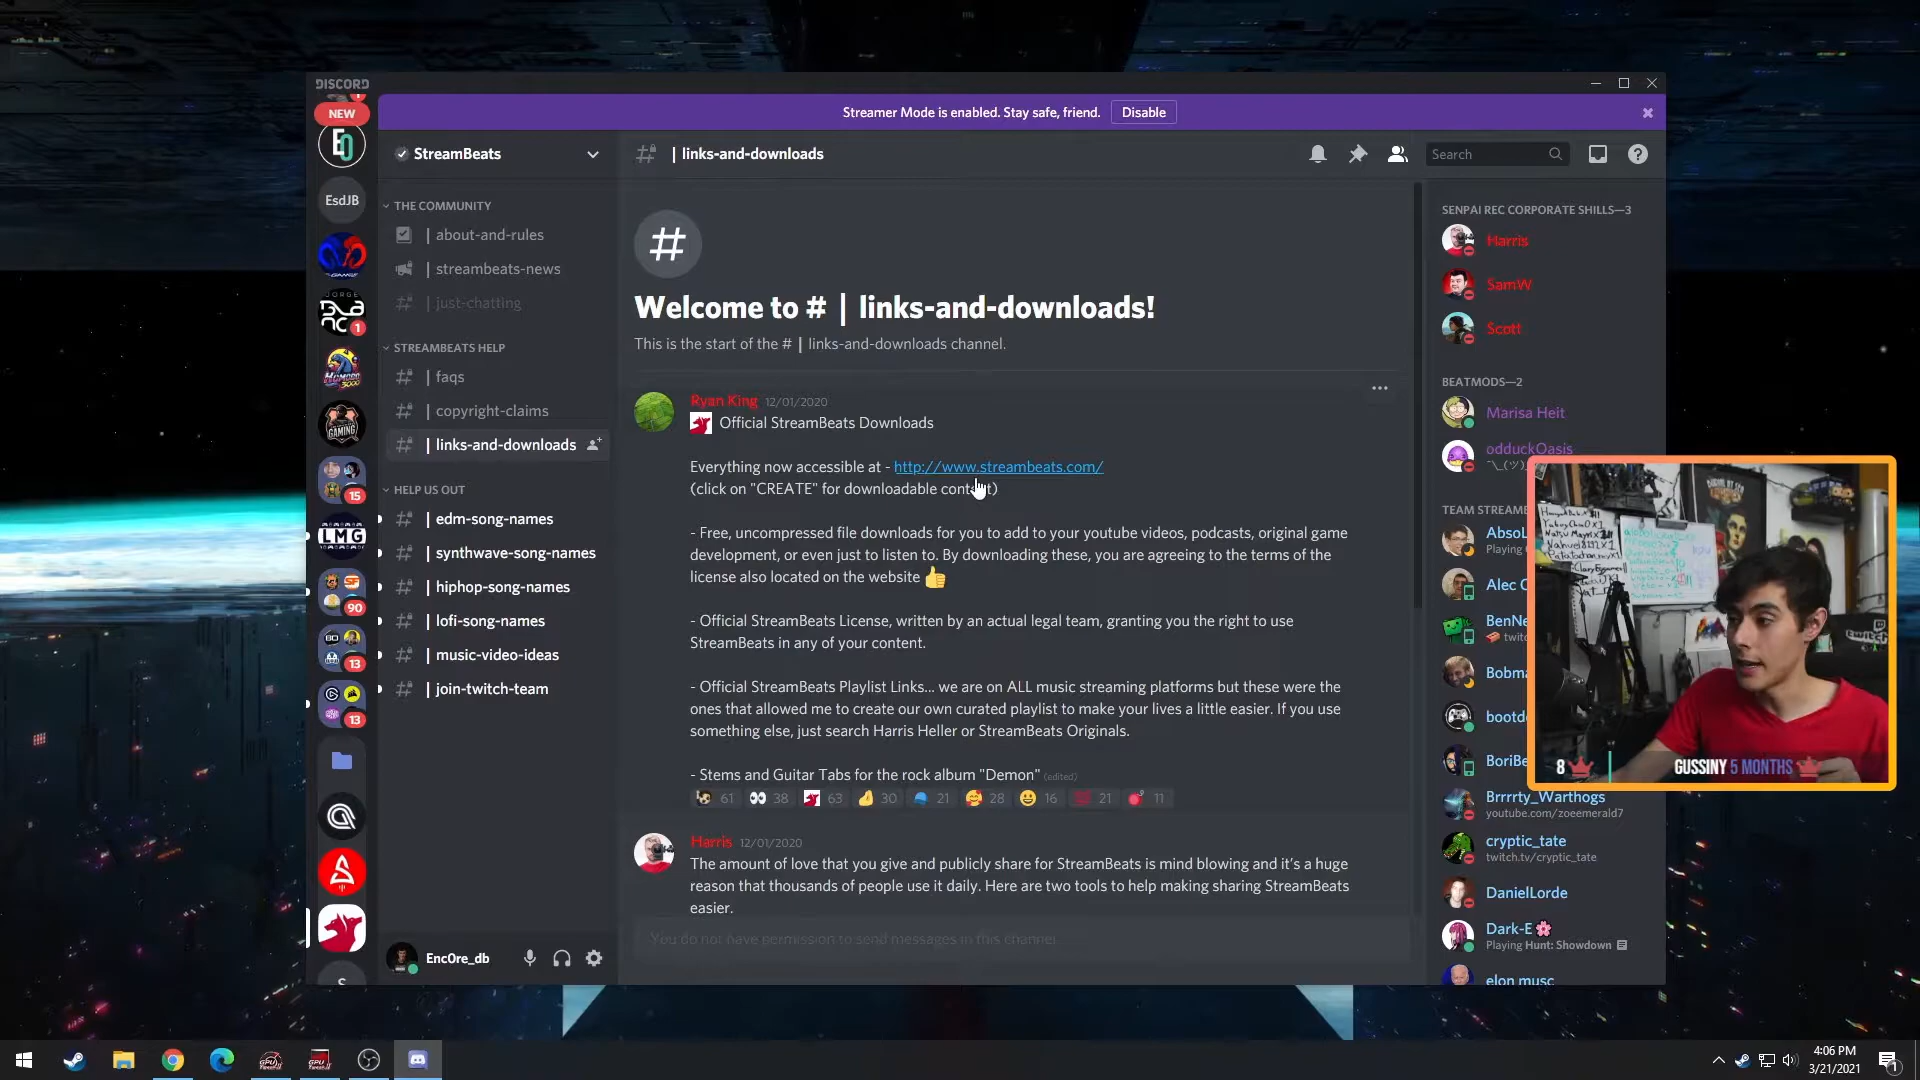 DISCORD
NEW
Streamer Mode is enabled. Stay safe, friend.
Disable
EsdJB
1
LMG
15
90
13
13
StreamBeats
THE COMMUNITY
| about-and-rules
| streambeats-news
| just-chatting
STREAMBEATS HELP
| faqs
| copyright-claims
| links-and-downloads
HELP US OUT
| edm-song-names
| synthwave-song-names
| hiphop-song-names
| lofi-song-names
| music-video-ideas
| join-twitch-team
Enc0re_db
| links-and-downloads
Search
Welcome to # | links-and-downloads!
This is the start of the # | links-and-downloads channel.
Ryan King 12/01/2020
Official StreamBeats Downloads
Everything now accessible at - http://www.streambeats.com/
(click on "CREATE" for downloadable content)
- Free, uncompressed file downloads for you to add to your youtube videos, podcasts, original game
development, or even just to listen to. By downloading these, you are agreeing to the terms of the
license also located on the website
- Official StreamBeats License, written by an actual legal team, granting you the right to use
StreamBeats in any of your content.
- Official StreamBeats Playlist Links... we are on ALL music streaming platforms but these were the
ones that allowed me to create our own curated playlist to make your lives a little easier. If you use
something else, just search Harris Heller or StreamBeats Originals.
- Stems and Guitar Tabs for the rock album "Demon" (edited)
61 38 63 30 21 28 16 21 11
Harris 12/01/2020
The amount of love that you give and publicly share for StreamBeats is mind blowing and it's a huge
reason that thousands of people use it daily. Here are two tools to help making sharing StreamBeats
easier.
You do not have permission to send messages in this channel.
SENPAI REC CORPORATE SHILLS—3
Harris
SamW
Scott
BEATMODS—2
Marisa Heit
odduckOasis
¯\_(ツ)_
TEAM STREAME
AbsoL
Playing
Alec
BenNe
twitc
Bobma
bootd
BoriBe
Brrrrty_Warthogs
youtube.com/zoeemerald7
cryptic_tate
twitch.tv/cryptic_tate
DanielLorde
Dark-E
Playing Hunt: Showdown
elon musc
8
GUSSINY 5 MONTHS
4:06 PM
3/21/2021
1